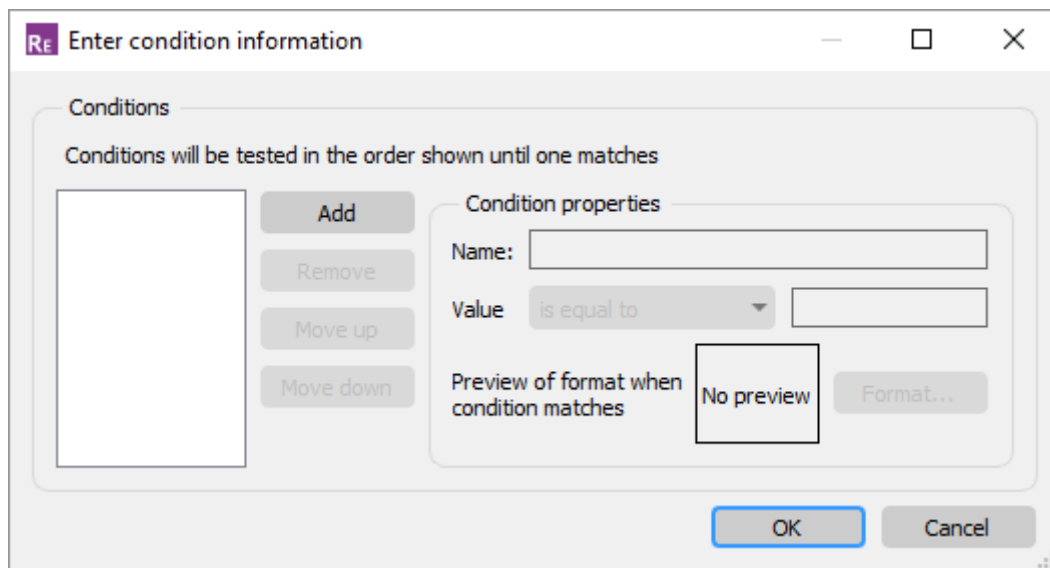 RE Enter condition information
Conditions
Conditions will be tested in the order shown until one matches
Add
Remove
Move up
Move down
Condition properties
Name:
Value is equal to
Preview of format when
condition matches
No preview
Format...
OK
Cancel